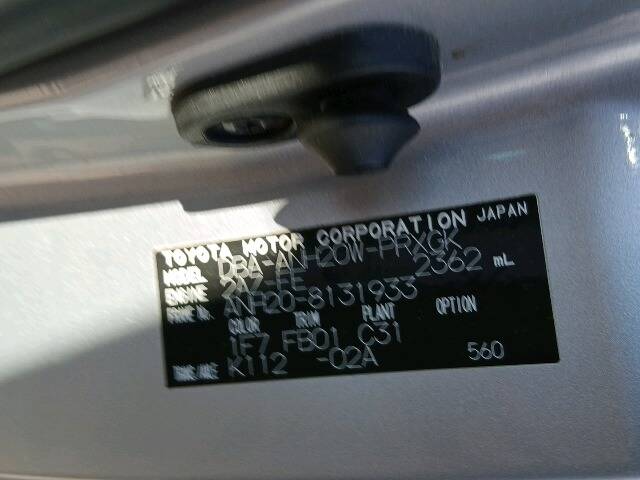 TOYOTA MOTOR CORPORATION JAPAN
MODEL DBA-ANH20W-PRXGK
ENGINE 2AZ-FE 2362 mL
FRAME No. ANH20-8131933
COLOR TRIM PLANT OPTION
1F7 FB01 C31
TRANS/AXLE K112 -02A 560